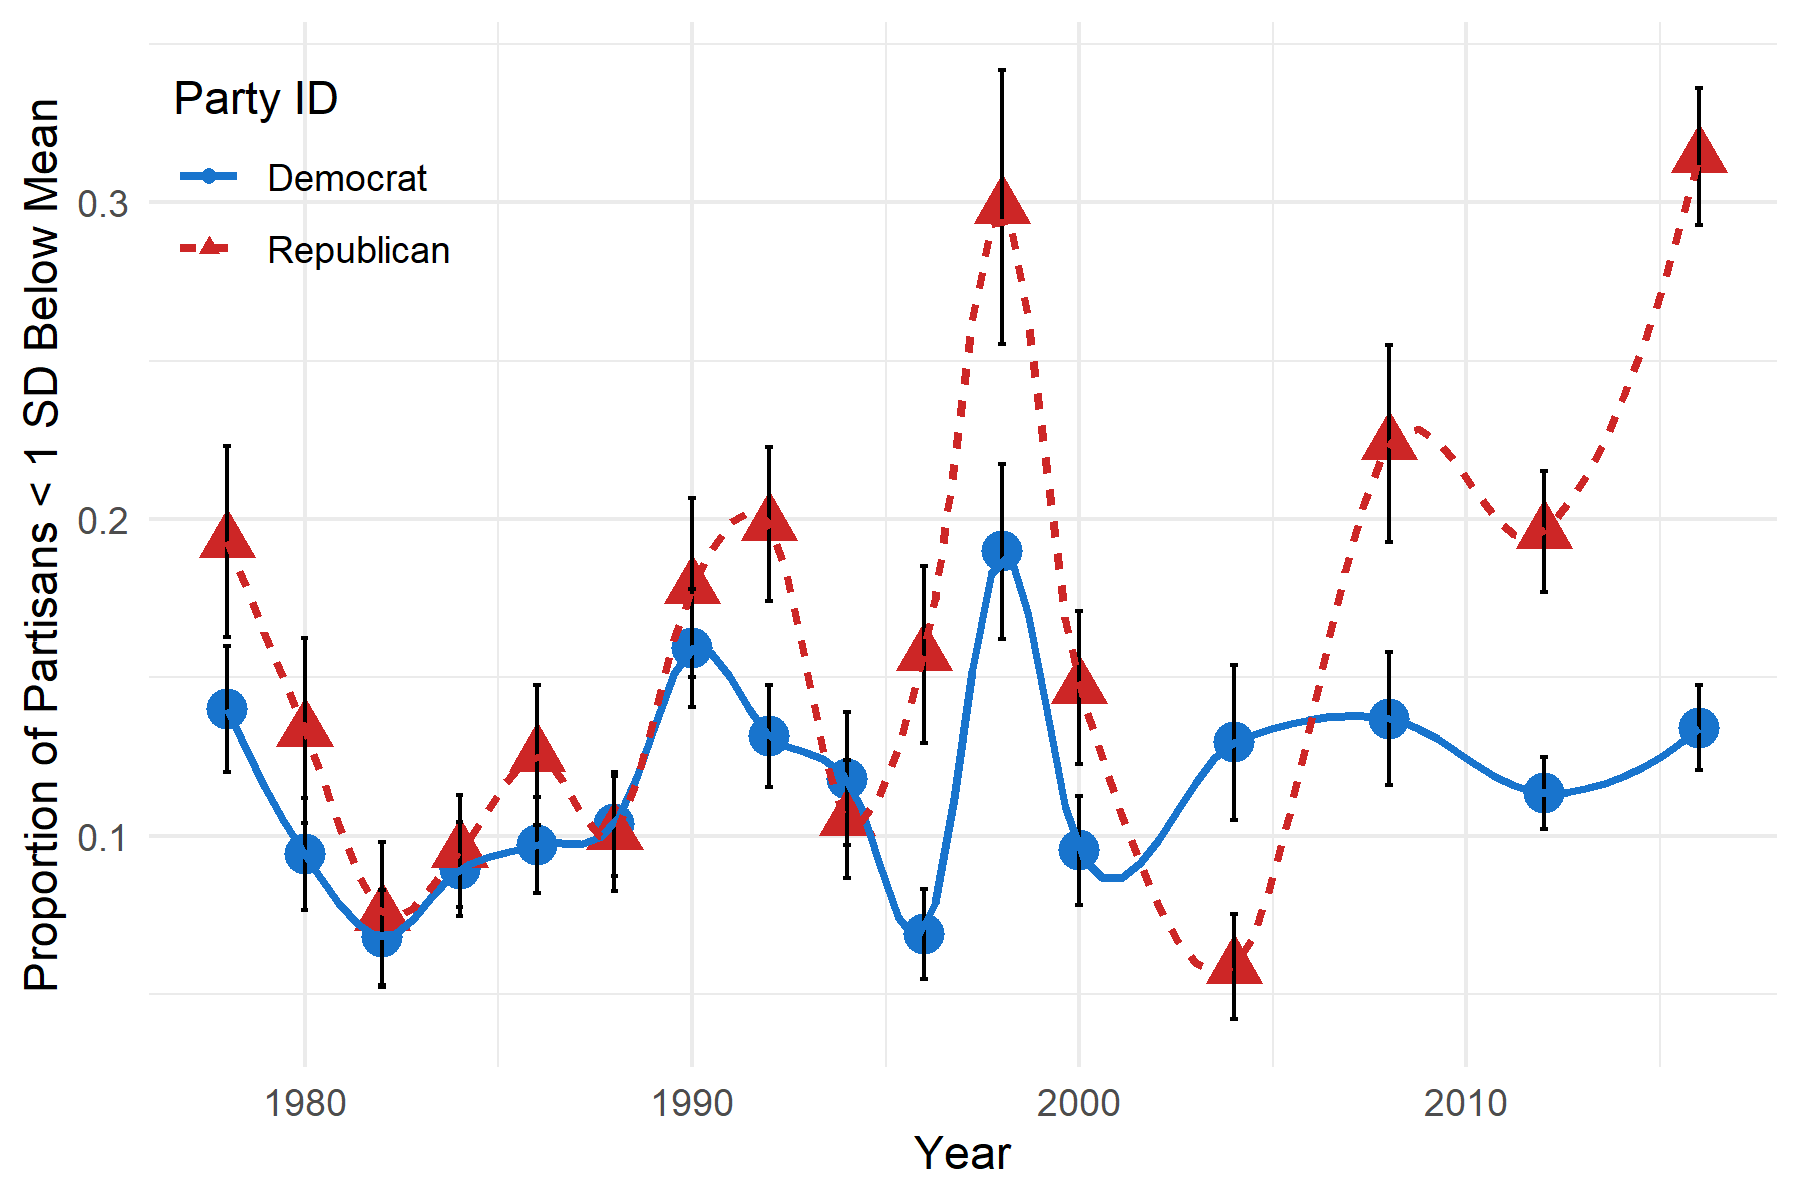 Party ID
Democrat
Republican
Proportion of Partisans < 1 SD Below Mean
0.3
0.2
0.1
1980 1990 2000 2010
Year